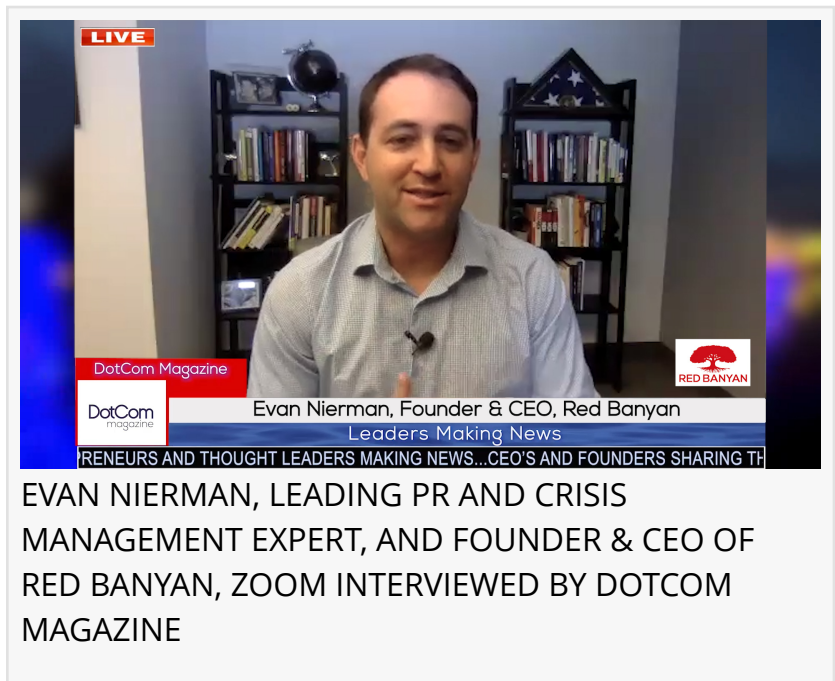 LIVE
DotCom Magazine
RED BANYAN
DotCom
magazine
Evan Nierman, Founder & CEO, Red Banyan
Leaders Making News
PRENEURS AND THOUGHT LEADERS MAKING NEWS...CEO'S AND FOUNDERS SHARING TH
EVAN NIERMAN, LEADING PR AND CRISIS
MANAGEMENT EXPERT, AND FOUNDER & CEO OF
RED BANYAN, ZOOM INTERVIEWED BY DOTCOM
MAGAZINE